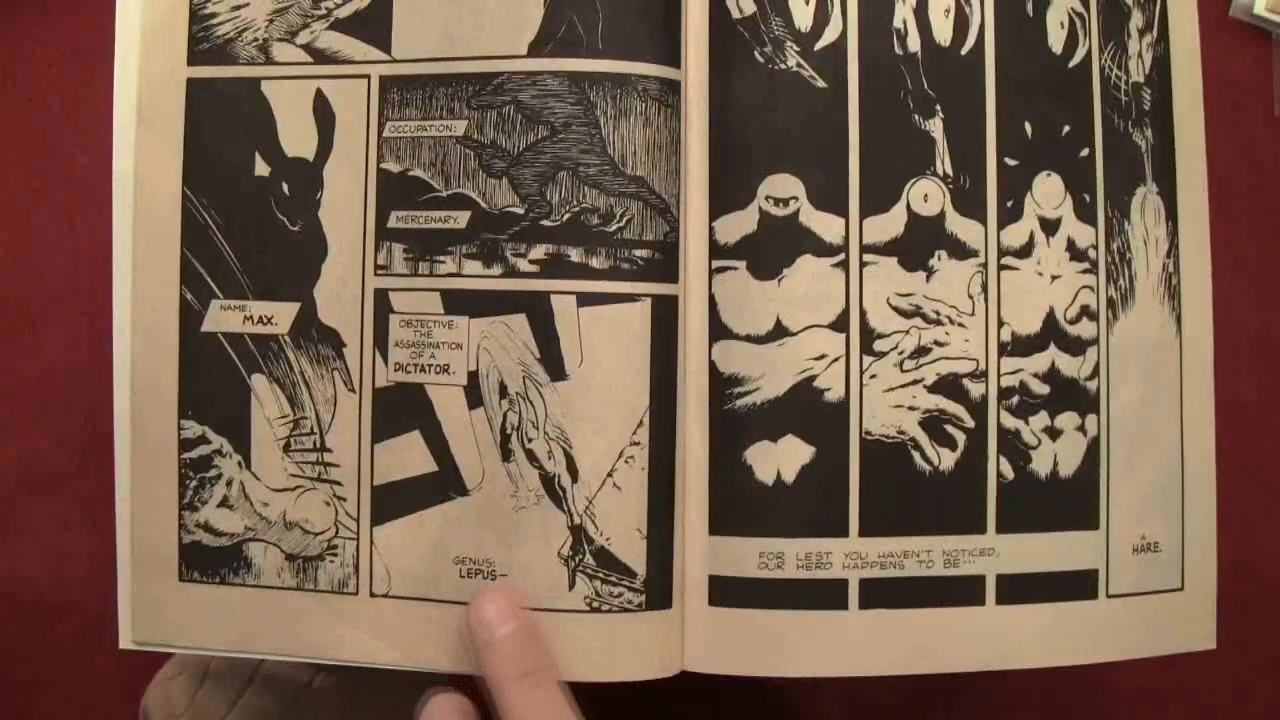 NAME:
MAX.
OCCUPATION:
MERCENARY.
OBJECTIVE:
THE
ASSASSINATION
OF A
DICTATOR.
GENUS:
LEPUS—
FOR LEST YOU HAVEN'T NOTICED,
OUR HERO HAPPENS TO BE...
A
HARE.